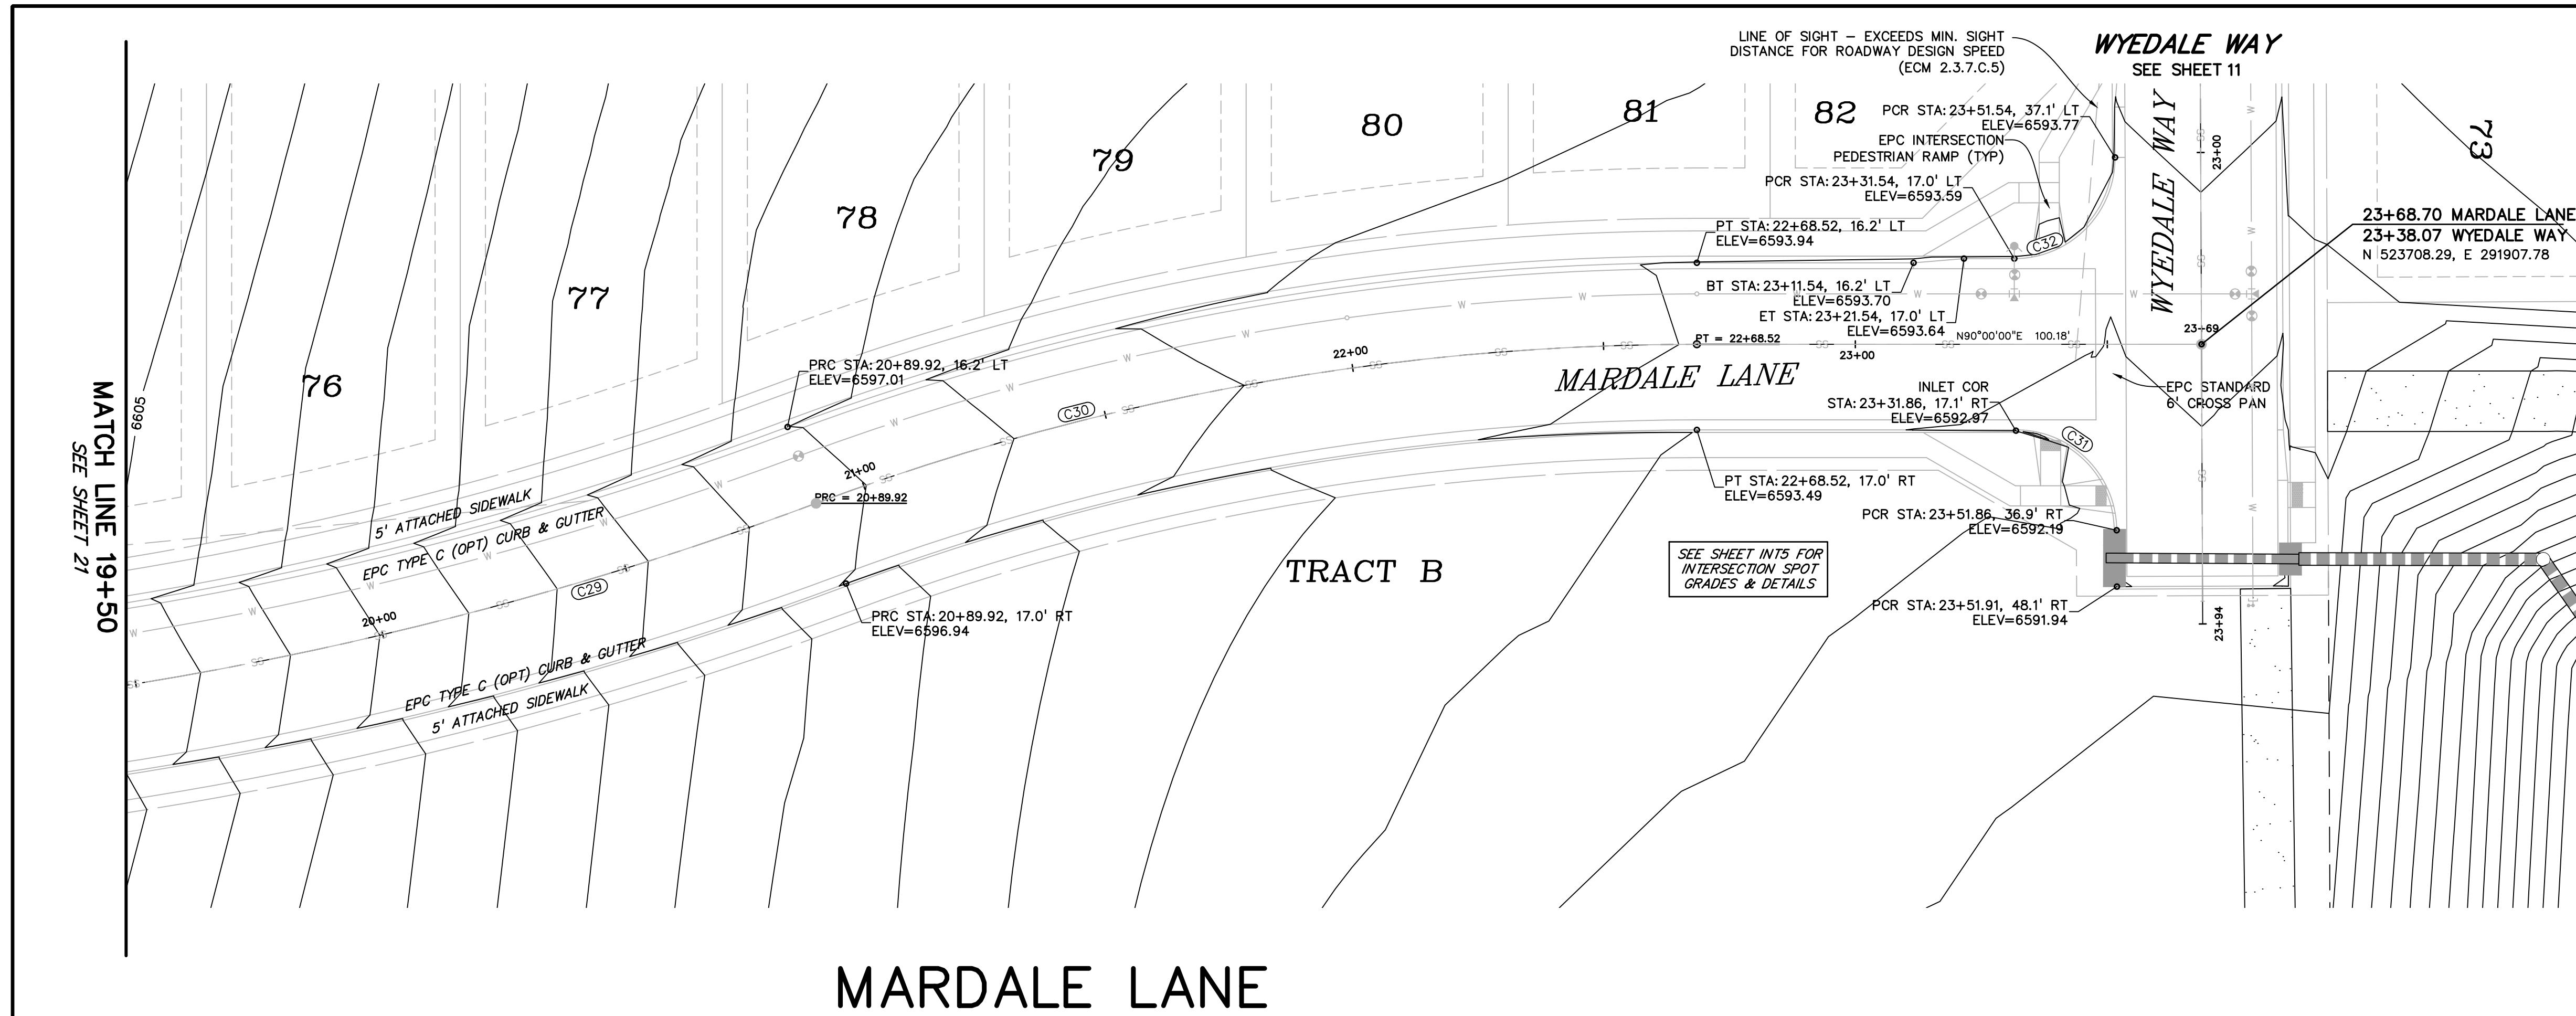 LINE OF SIGHT – EXCEEDS MIN. SIGHT
DISTANCE FOR ROADWAY DESIGN SPEED
(ECM 2.3.7.C.5)
WYEDALE WAY
SEE SHEET 11
WYEDALE WAY
WYEDALE WAY
76
77
78
79
80
81
82
73
PCR STA: 23+51.54, 37.1' LT
ELEV=6593.77
EPC INTERSECTION
PEDESTRIAN RAMP (TYP)
PCR STA: 23+31.54, 17.0' LT
ELEV=6593.59
PT STA: 22+68.52, 16.2' LT
ELEV=6593.94
C32
23+00
23+68.70 MARDALE LANE
23+38.07 WYEDALE WAY
N 523708.29, E 291907.78
BT STA: 23+11.54, 16.2' LT
ELEV=6593.70
ET STA: 23+21.54, 17.0' LT
ELEV=6593.64
PT = 22+68.52
N90°00'00"E 100.18'
23+69
22+00
23+00
MARDALE LANE
PRC STA: 20+89.92, 16.2' LT
ELEV=6597.01
C30
INLET COR
STA: 23+31.86, 17.1' RT
ELEV=6592.97
EPC STANDARD
6' CROSS PAN
C31
6605
MATCH LINE 19+50
SEE SHEET 21
21+00
PRC = 20+89.92
5' ATTACHED SIDEWALK
EPC TYPE C (OPT) CURB & GUTTER
PT STA: 22+68.52, 17.0' RT
ELEV=6593.49
PCR STA: 23+51.86, 36.9' RT
ELEV=6592.19
SEE SHEET INT5 FOR
INTERSECTION SPOT
GRADES & DETAILS
TRACT B
C29
20+00
PRC STA: 20+89.92, 17.0' RT
ELEV=6596.94
PCR STA: 23+51.91, 48.1' RT
ELEV=6591.94
23+94
EPC TYPE C (OPT) CURB & GUTTER
5' ATTACHED SIDEWALK
MARDALE LANE